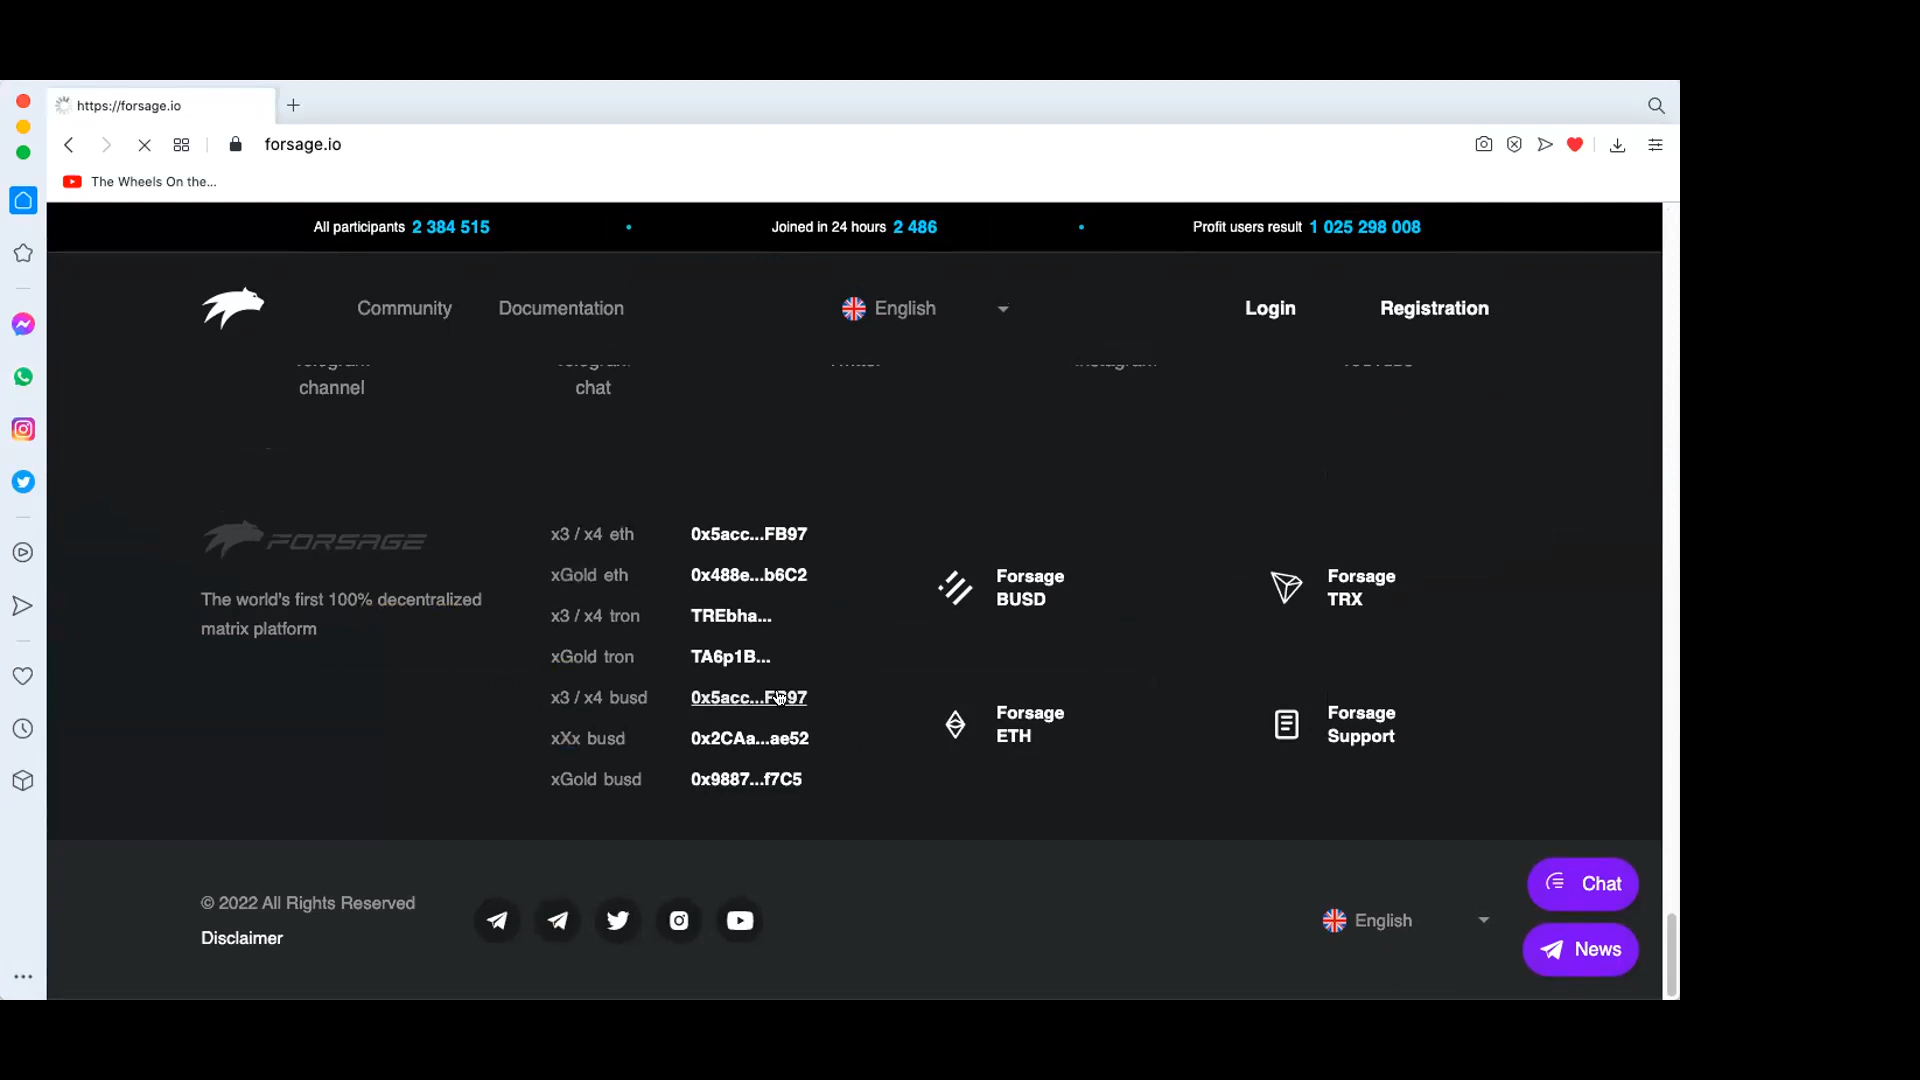 https://forsage.io
forsage.io
The Wheels On the...
All participants 2 384 515 • Joined in 24 hours 2 486 • Profit users result 1 025 298 008
Community Documentation English Login Registration
channel chat
FORSAGE
The world's first 100% decentralized
matrix platform
x3 / x4 eth 0x5acc...FB97
xGold eth 0x488e...b6C2
x3 / x4 tron TREbha...
xGold tron TA6p1B...
x3 / x4 busd 0x5acc...FB97
xXx busd 0x2CAa...ae52
xGold busd 0x9887...f7C5
Forsage
BUSD
Forsage
TRX
Forsage
ETH
Forsage
Support
© 2022 All Rights Reserved
Disclaimer
English
Chat
News